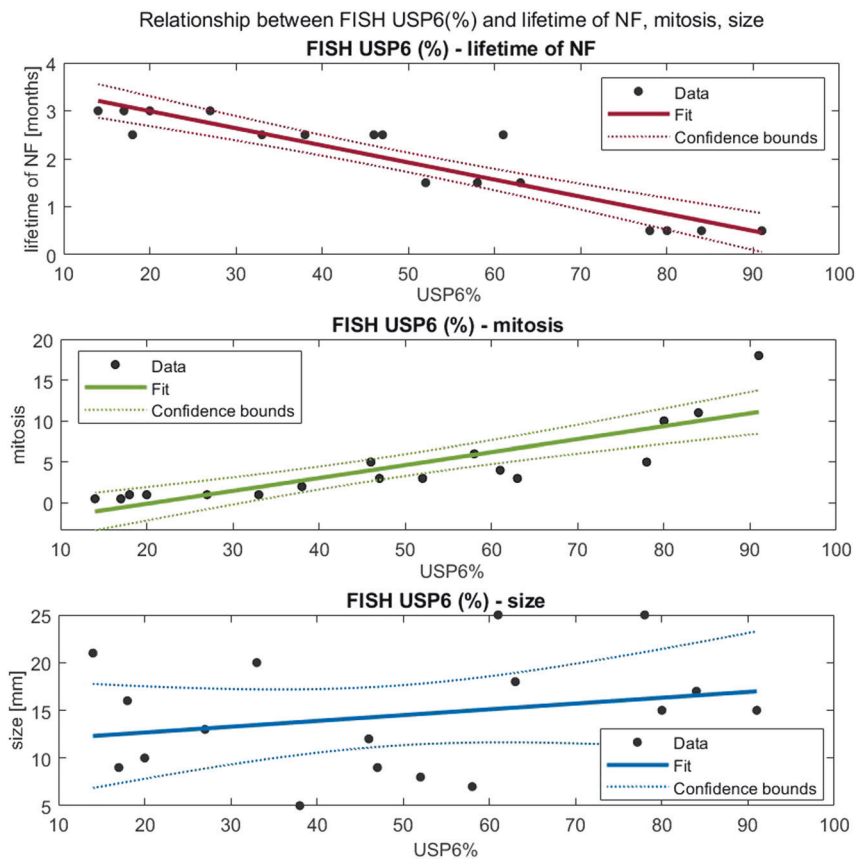 Relationship between FISH USP6(%) and lifetime of NF, mitosis, size
FISH USP6 (%) - lifetime of NF
4
3
2
1
0
lifetime of NF [months]
Data
Fit
Confidence bounds
10 20 30 40 50 60 70 80 90 100
USP6%
FISH USP6 (%) - mitosis
20
15
10
5
0
mitosis
Data
Fit
Confidence bounds
10 20 30 40 50 60 70 80 90 100
USP6%
FISH USP6 (%) - size
25
20
15
10
5
size [mm]
Data
Fit
Confidence bounds
10 20 30 40 50 60 70 80 90 100
USP6%